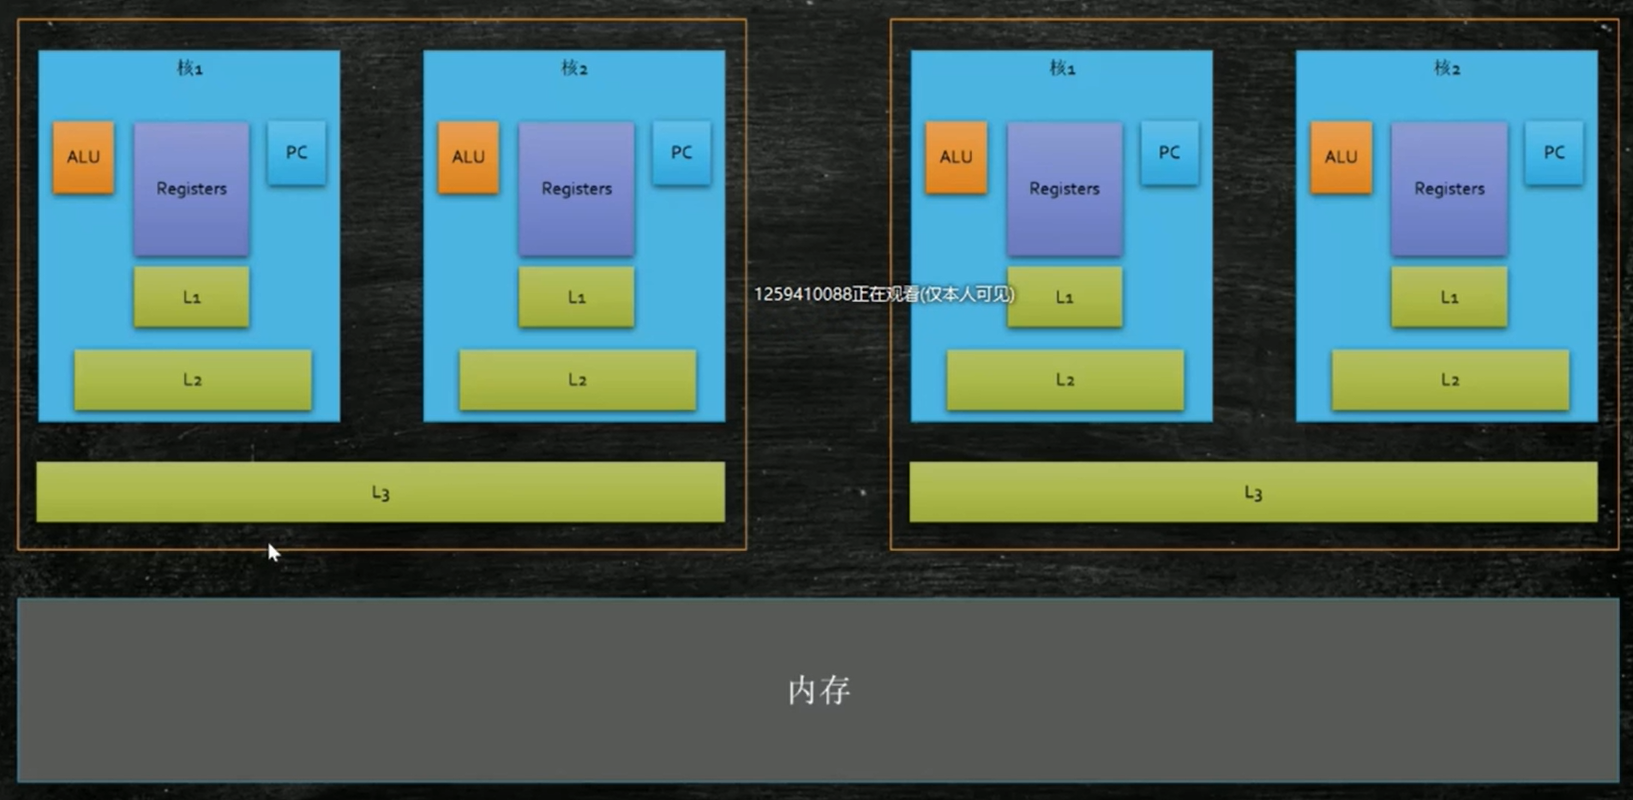 核1
核2
核1
核2
ALU
Registers
PC
ALU
Registers
PC
ALU
Registers
PC
ALU
Registers
PC
L1
L1
1259410088正在观看(仅本人可见)
L1
L1
L2
L2
L2
L2
L3
L3
内存